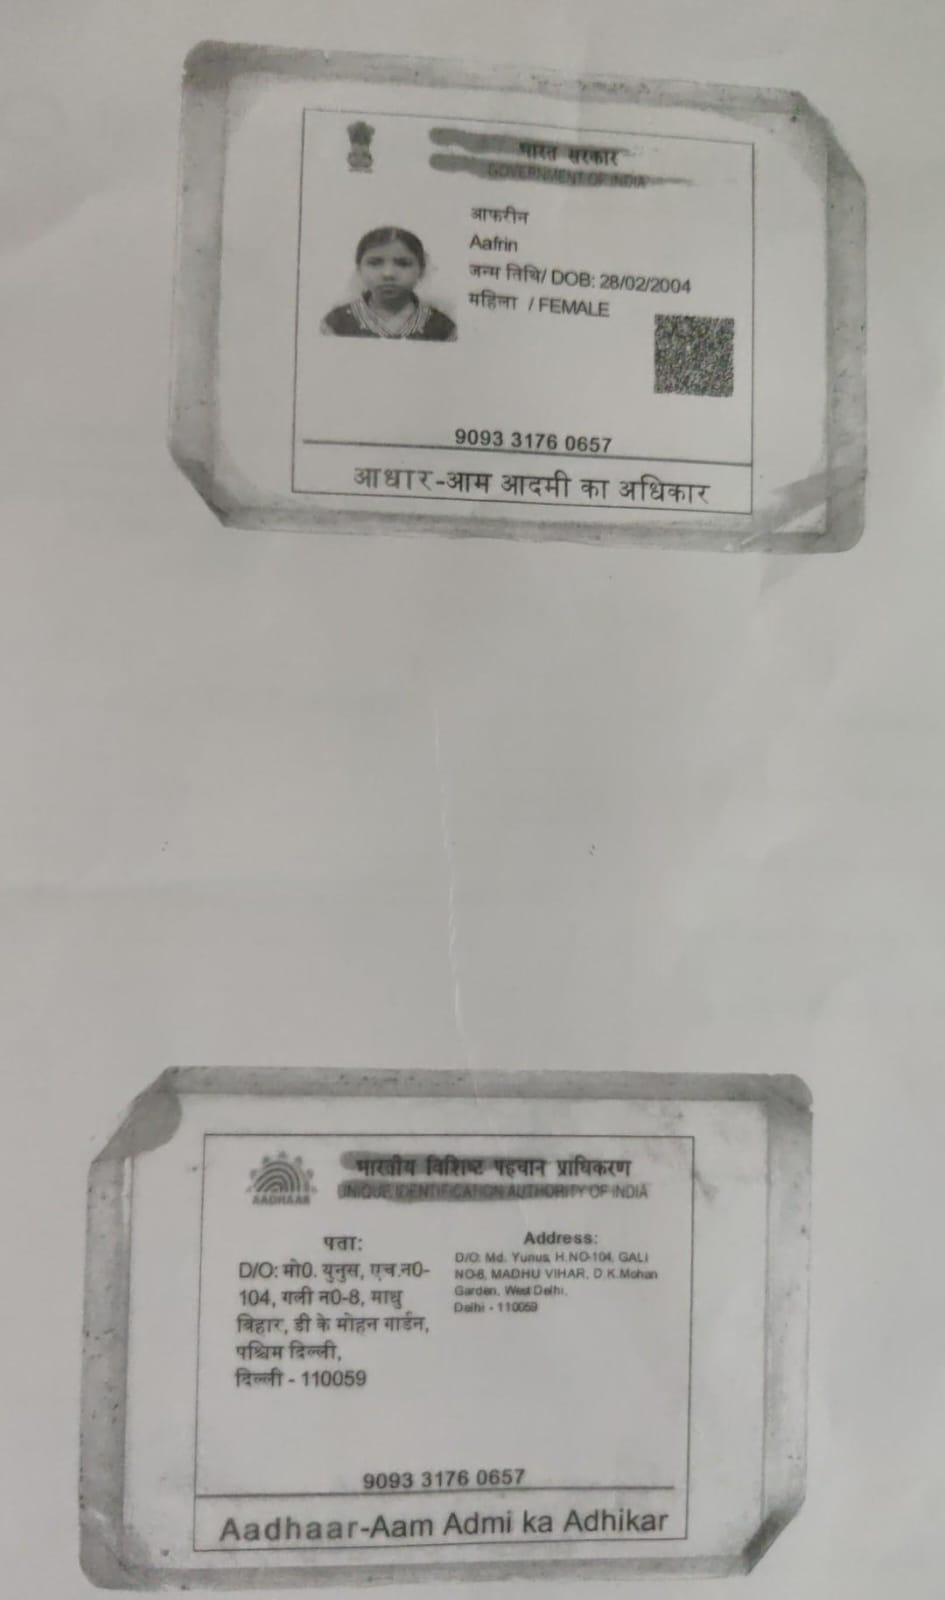 भारत सरकार
GOVERNMENT OF INDIA
आफरीन
Aafrin
जन्म तिथि/ DOB: 28/02/2004
महिला / FEMALE
9093 3176 0657
आधार-आम आदमी का अधिकार
भारतीय विशिष्ट पहचान प्राधिकरण
UNIQUE IDENTIFICATION AUTHORITY OF INDIA
AADHAAR
पता:
D/O: मो0. युनुस, एच.न0-
104, गली न0-8, माधु
विहार, डी के मोहन गार्डन,
पश्चिम दिल्ली,
दिल्ली - 110059
Address:
D/O: Md. Yunus, H.NO-104, GALI
NO-8, MADHU VIHAR, D.K.Mohan
Garden, West Delhi,
Delhi - 110059
9093 3176 0657
Aadhaar-Aam Admi ka Adhikar